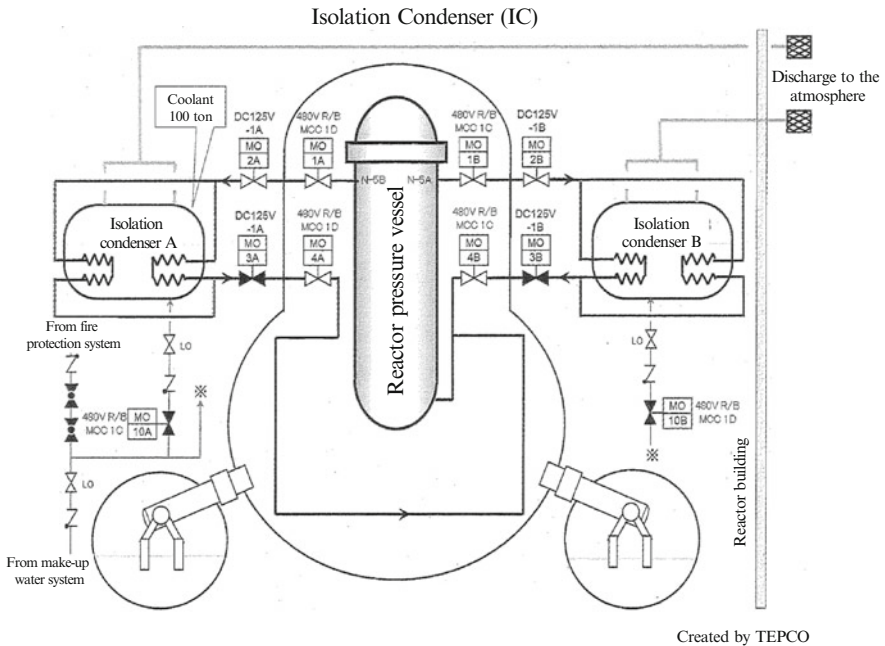 Isolation Condenser (IC)
Discharge to the
atmosphere
Coolant
100 ton
DC125V
-1A
MO
2A
480V R/B
MCC 1D
MO
1A
480V R/B
MCC 1C
MO
1B
DC125V
-1B
MO
2B
N-5B
N-5A
Isolation
condenser A
DC125V
-1A
MO
3A
480V R/B
MCC 1D
MO
4A
Reactor pressure vessel
480V R/B
MCC 1C
MO
4B
DC125V
-1B
MO
3B
Isolation
condenser B
From fire
protection system
LO
LO
※
480V R/B
MCC 1C
MO
10A
MO
10B
480V R/B
MCC 1D
※
LO
From make-up
water system
Reactor building
Created by TEPCO